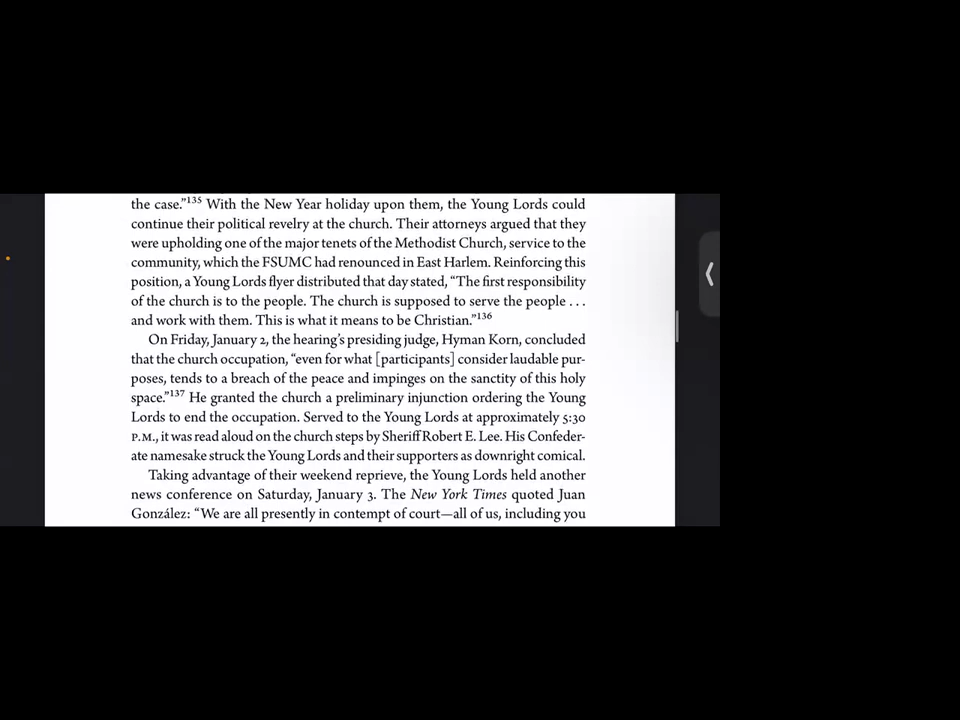 the case.”135 With the New Year holiday upon them, the Young Lords could
continue their political revelry at the church. Their attorneys argued that they
were upholding one of the major tenets of the Methodist Church, service to the
community, which the FSUMC had renounced in East Harlem. Reinforcing this
position, a Young Lords flyer distributed that day stated, “The first responsibility
of the church is to the people. The church is supposed to serve the people . . .
and work with them. This is what it means to be Christian.”136
On Friday, January 2, the hearing’s presiding judge, Hyman Korn, concluded
that the church occupation, “even for what [participants] consider laudable pur-
poses, tends to a breach of the peace and impinges on the sanctity of this holy
space.”137 He granted the church a preliminary injunction ordering the Young
Lords to end the occupation. Served to the Young Lords at approximately 5:30
P.M., it was read aloud on the church steps by Sheriff Robert E. Lee. His Confeder-
ate namesake struck the Young Lords and their supporters as downright comical.
Taking advantage of their weekend reprieve, the Young Lords held another
news conference on Saturday, January 3. The New York Times quoted Juan
González: “We are all presently in contempt of court—all of us, including you